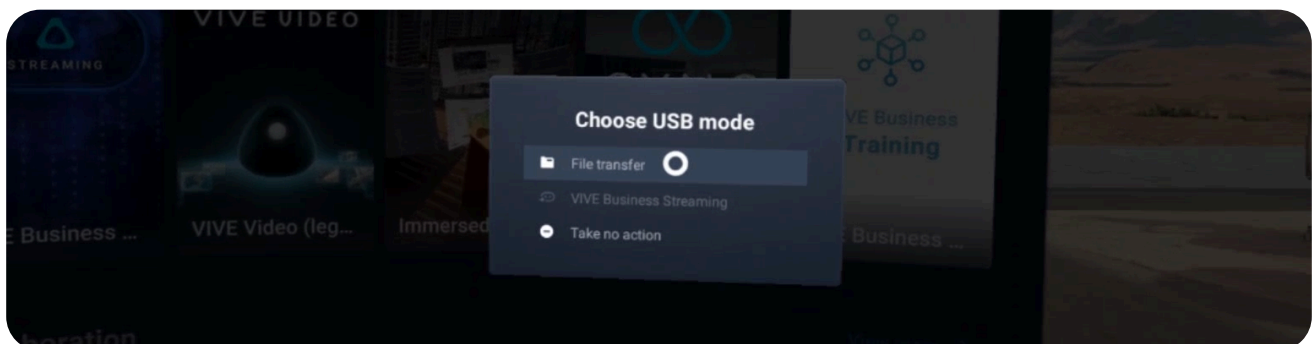 VIVE VIDEO
STREAMING
Choose USB mode
File transfer
VIVE Business Streaming
Take no action
VE Business
Training
E Business ...
VIVE Video (leg...
Immersed
Business ...
boration